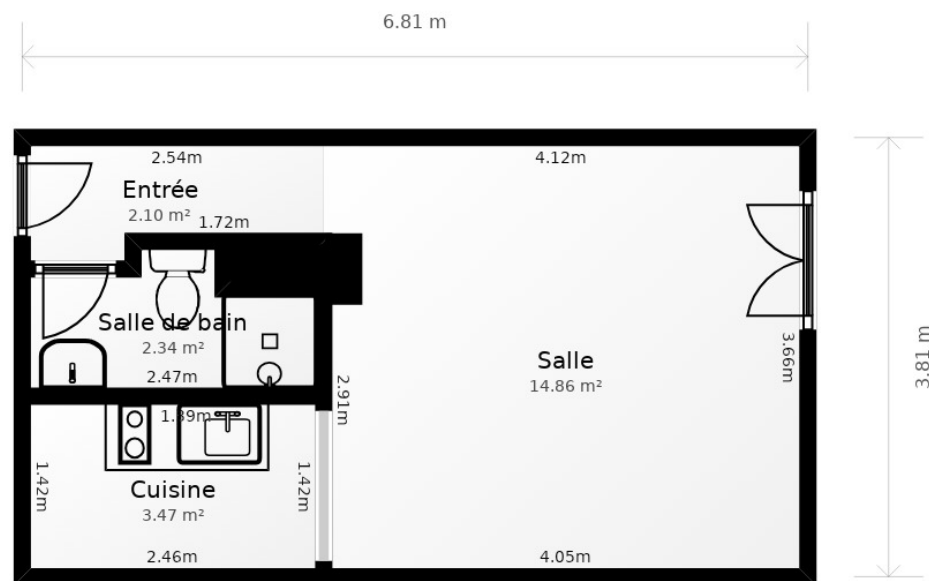 6.81 m
2.54m
4.12m
Entrée
2.10 m²
1.72m
3.81 m
Salle de bain
2.34 m²
2.47m
3.66m
Salle
14.86 m²
2.91m
1.39m
1.42m
Cuisine
3.47 m²
1.42m
2.46m
4.05m